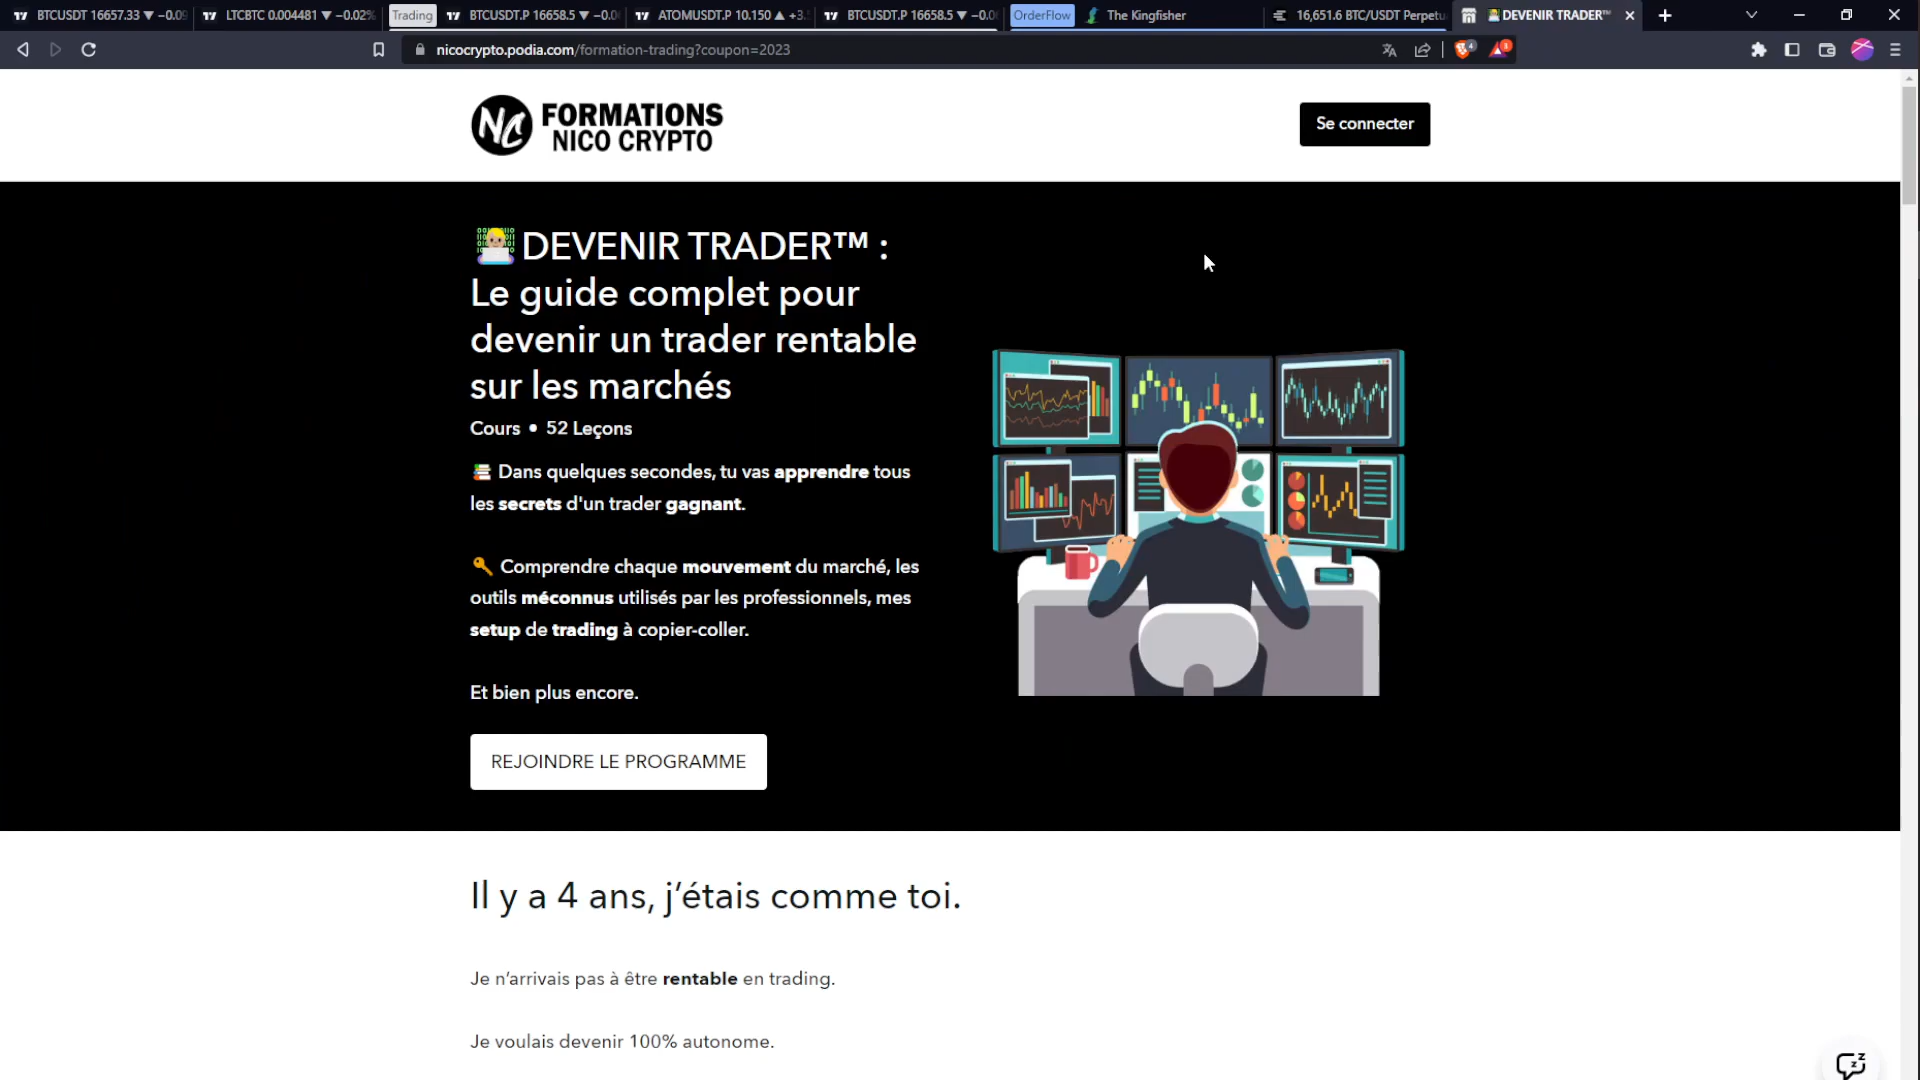 BTCUSDT 16657.33 ▼ −0.0
LTCBTC 0.004481 ▼ −0.02%
Trading
BTCUSDT.P 16658.5 ▼ −0.0
ATOMUSDT.P 10.150 ▲ +3.
BTCUSDT.P 16658.5 ▼ −0.0
OrderFlow
The Kingfisher
16,651.6 BTC/USDT Perpetu
DEVENIR TRADER™
nicocrypto.podia.com/formation-trading?coupon=2023
NC FORMATIONS
NICO CRYPTO
Se connecter
DEVENIR TRADER™ :
Le guide complet pour
devenir un trader rentable
sur les marchés
Cours • 52 Leçons
Dans quelques secondes, tu vas apprendre tous
les secrets d'un trader gagnant.
Comprendre chaque mouvement du marché, les
outils méconnus utilisés par les professionnels, mes
setup de trading à copier-coller.
Et bien plus encore.
REJOINDRE LE PROGRAMME
Il y a 4 ans, j’étais comme toi.
Je n’arrivais pas à être rentable en trading.
Je voulais devenir 100% autonome.